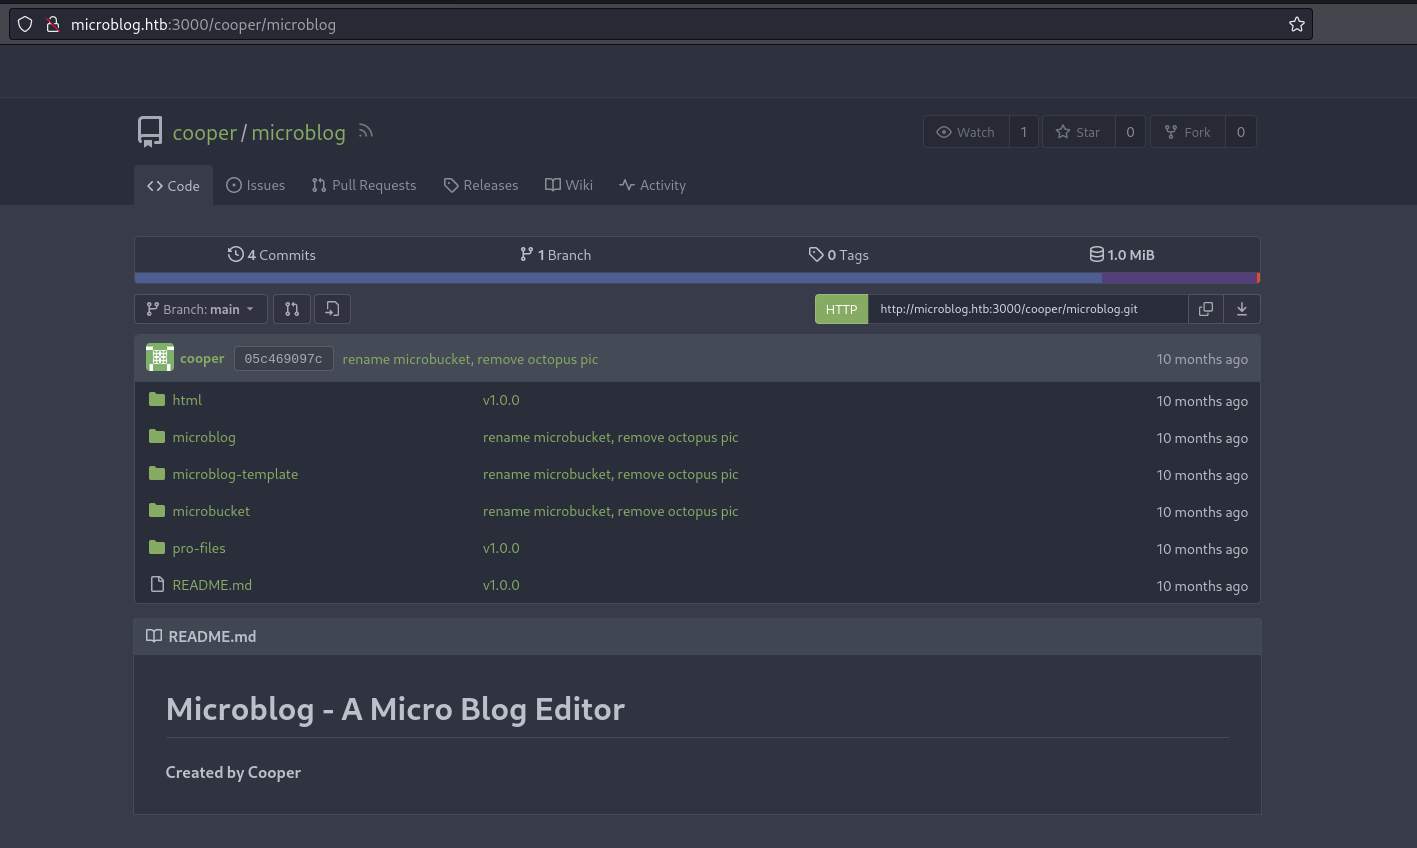 microblog.htb:3000/cooper/microblog
cooper / microblog
Watch 1 Star 0 Fork 0
Code Issues Pull Requests Releases Wiki Activity
4 Commits 1 Branch 0 Tags 1.0 MiB
Branch: main HTTP http://microblog.htb:3000/cooper/microblog.git
cooper 05c469097c rename microbucket, remove octopus pic 10 months ago
html v1.0.0 10 months ago
microblog rename microbucket, remove octopus pic 10 months ago
microblog-template rename microbucket, remove octopus pic 10 months ago
microbucket rename microbucket, remove octopus pic 10 months ago
pro-files v1.0.0 10 months ago
README.md v1.0.0 10 months ago
README.md
Microblog - A Micro Blog Editor
Created by Cooper